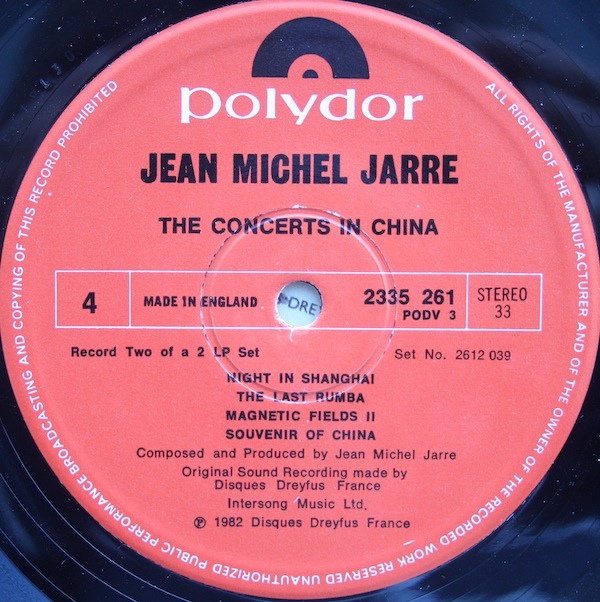 polydor
JEAN MICHEL JARRE
THE CONCERTS IN CHINA
4
MADE IN ENGLAND
DRE
2335 261
PODV 3
STEREO
33
Record Two of a 2 LP Set
Set No. 2612 039
NIGHT IN SHANGHAI
THE LAST RUMBA
MAGNETIC FIELDS II
SOUVENIR OF CHINA
Composed and Produced by Jean Michel Jarre
Original Sound Recording made by
Disques Dreyfus France
Intersong Music Ltd.
℗ 1982 Disques Dreyfus France
ALL RIGHTS OF THE MANUFACTURER AND OF THE OWNER OF THE RECORDED WORK RESERVED UNAUTHORIZED PUBLIC PERFORMANCE BROADCASTING AND COPYING OF THIS RECORD PROHIBITED